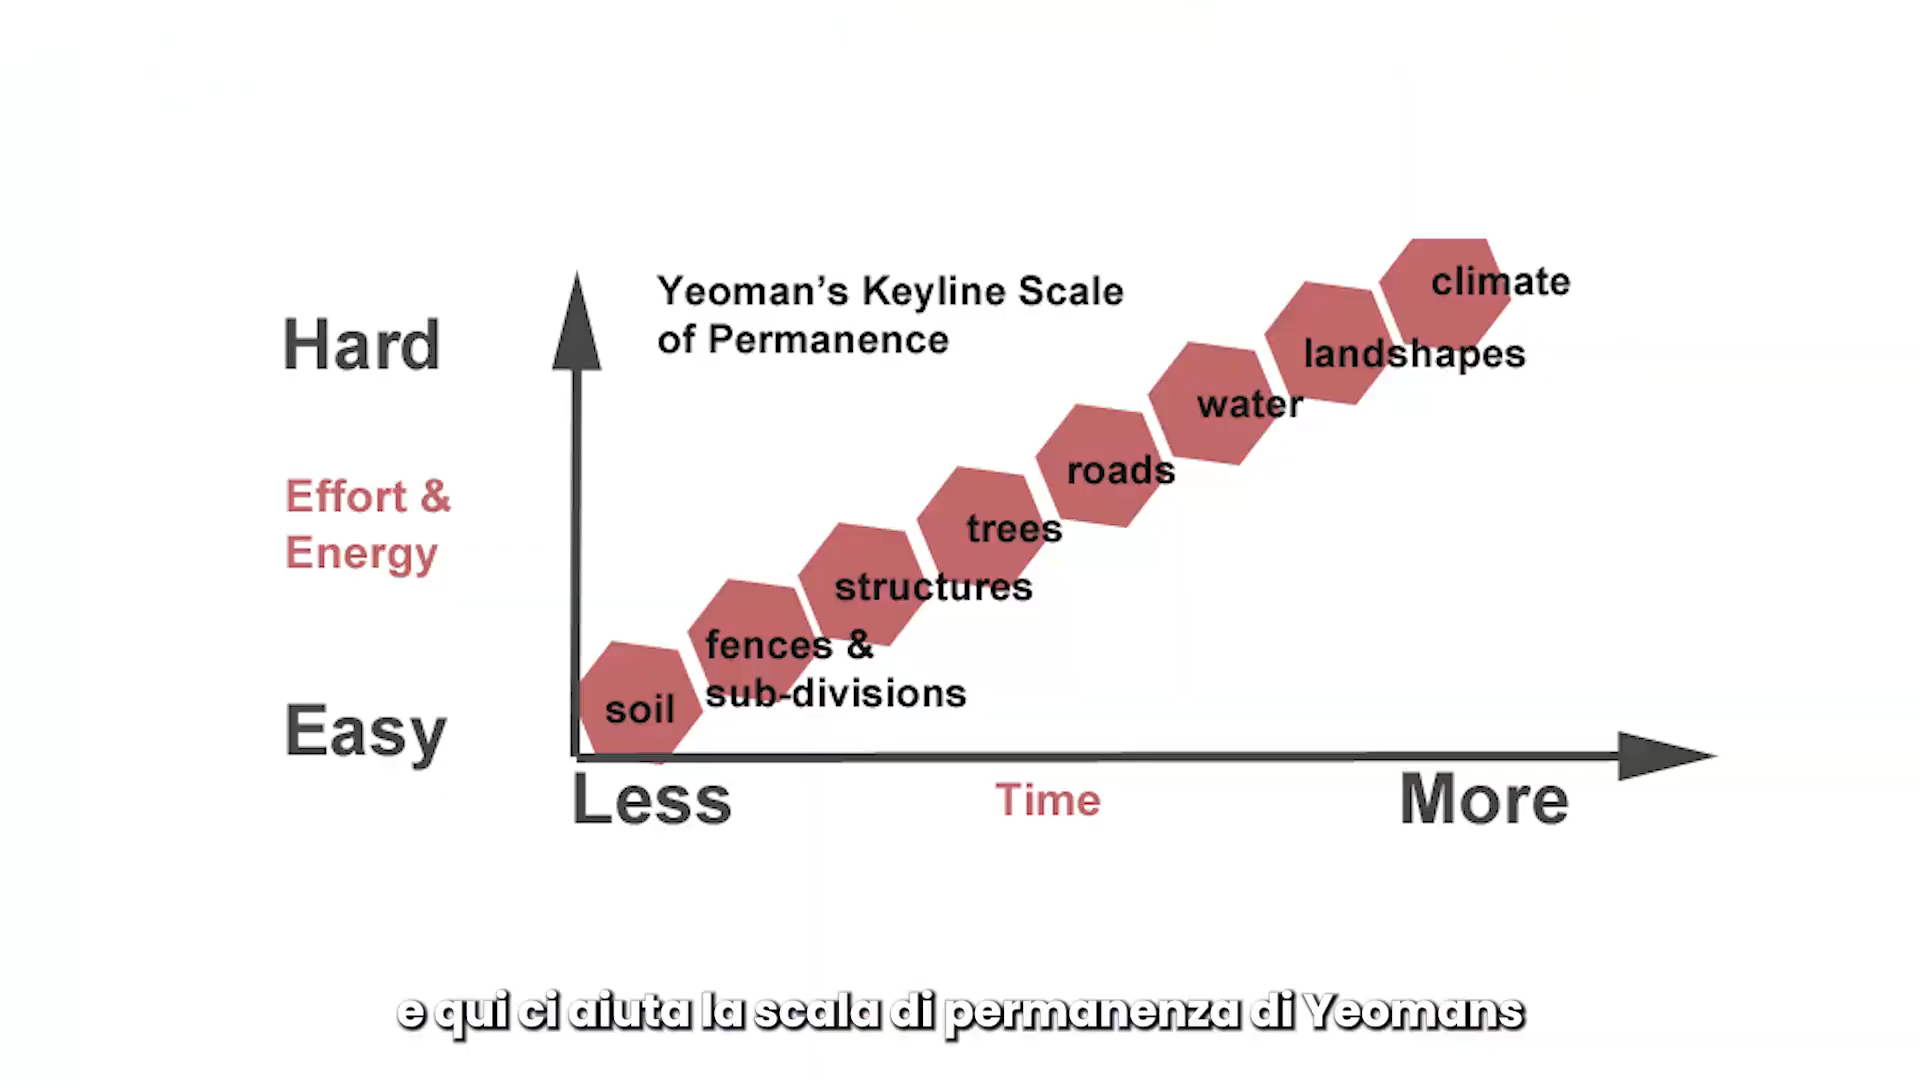 Yeoman's Keyline Scale
of Permanence
Hard
Effort &
Energy
Easy
climate
landshapes
water
roads
trees
structures
fences &
sub-divisions
soil
Less
Time
More
e qui ci aiuta la scala di permanenza di Yeomans